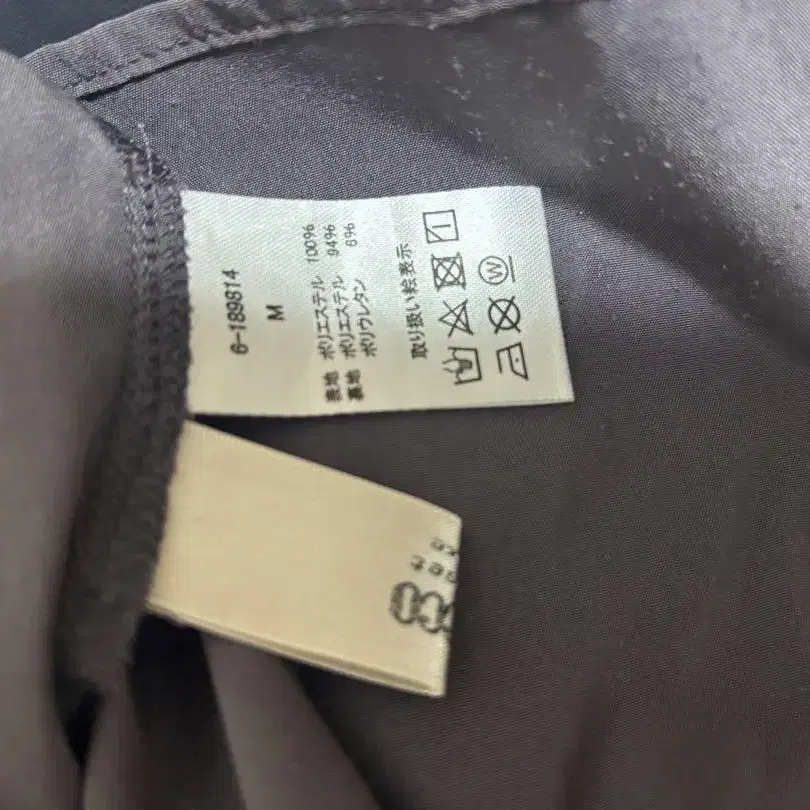 6-189814
M
表地 ポリエステル 100%
裏地 ポリエステル 94%
ポリウレタン 6%
取り扱い絵表示
W